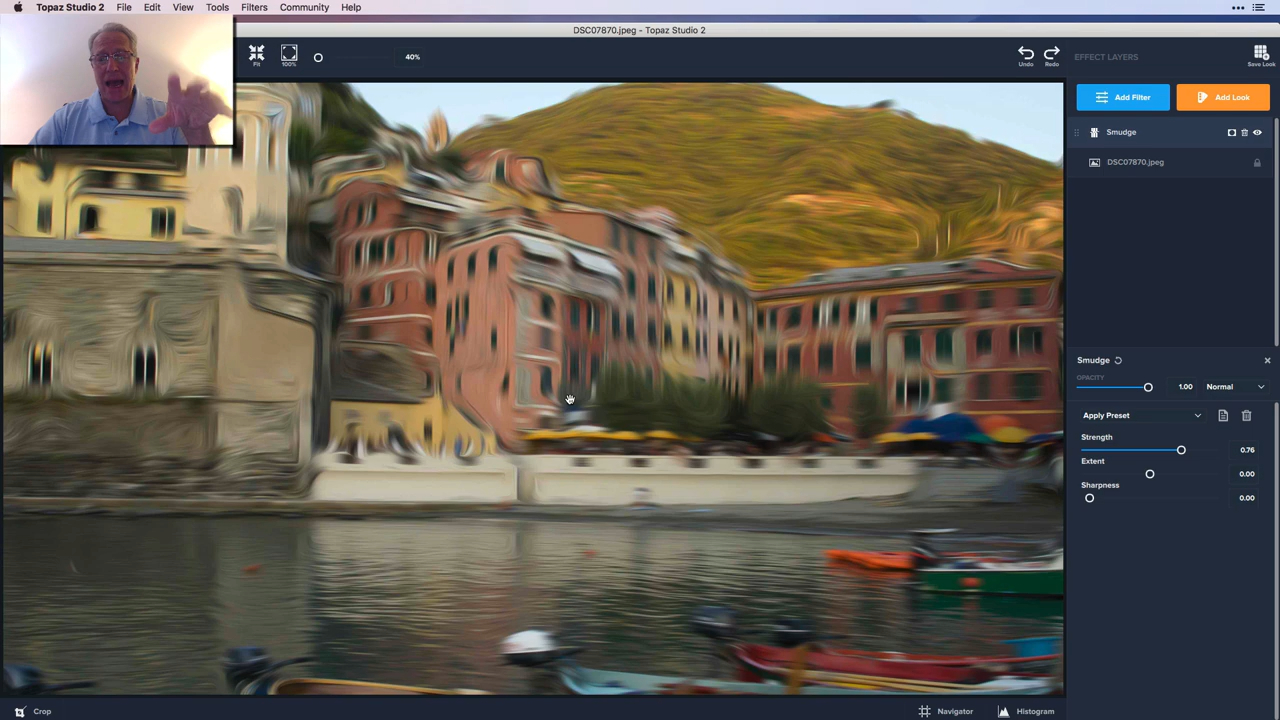 Topaz Studio 2 File Edit View Tools Filters Community Help
DSC07870.jpeg - Topaz Studio 2
Fit 100% 40% Undo Redo
EFFECT LAYERS Save Look
Add Filter Add Look
Smudge
DSC07870.jpeg
Smudge
OPACITY 1.00 Normal
Apply Preset
Strength
0.76
Extent
0.00
Sharpness
0.00
Crop Navigator Histogram